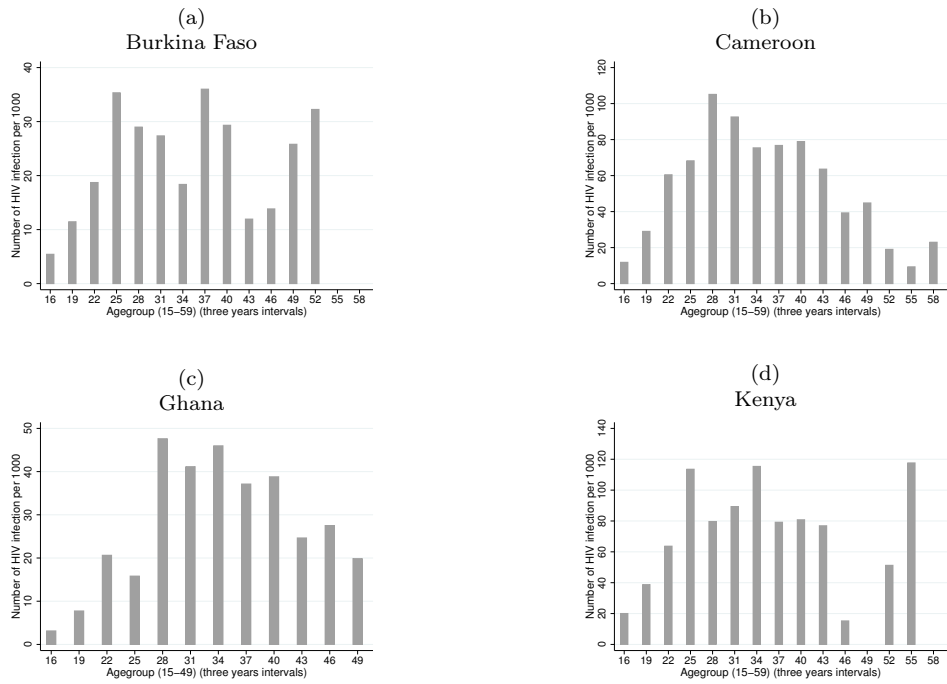 (a)
Burkina Faso
Number of HIV infection per 1000
0 10 20 30 40
16 19 22 25 28 31 34 37 40 43 46 49 52 55 58
Agegroup (15−59) (three years intervals)
(b)
Cameroon
Number of HIV infection per 1000
0 20 40 60 80 100 120
16 19 22 25 28 31 34 37 40 43 46 49 52 55 58
Agegroup (15−59) (three years intervals)
(c)
Ghana
Number of HIV infection per 1000
0 10 20 30 40 50
16 19 22 25 28 31 34 37 40 43 46 49
Agegroup (15−49) (three years intervals)
(d)
Kenya
Number of HIV infection per 1000
0 20 40 60 80 100 120 140
16 19 22 25 28 31 34 37 40 43 46 49 52 55 58
Agegroup (15−59) (three years intervals)